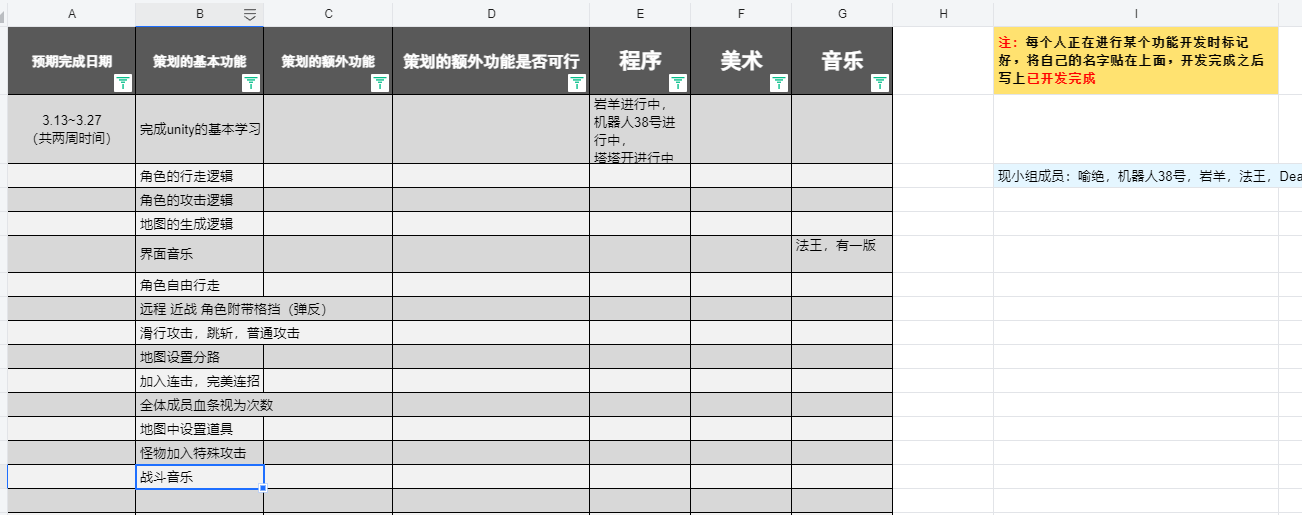 A B C D E F G H I
预期完成日期 策划的基本功能 策划的额外功能 策划的额外功能是否可行 程序 美术 音乐
注：每个人正在进行某个功能开发时标记
好，将自己的名字贴在上面，开发完成之后
写上已开发完成
3.13~3.27
（共两周时间）
完成unity的基本学习
岩羊进行中，
机器人38号进
行中，
塔塔开进行中
角色的行走逻辑
现小组成员：喻绝，机器人38号，岩羊，法王，Dea
角色的攻击逻辑
地图的生成逻辑
界面音乐
法王，有一版
角色自由行走
远程 近战 角色附带格挡（弹反）
滑行攻击，跳斩，普通攻击
地图设置分路
加入连击，完美连招
全体成员血条视为次数
地图中设置道具
怪物加入特殊攻击
战斗音乐